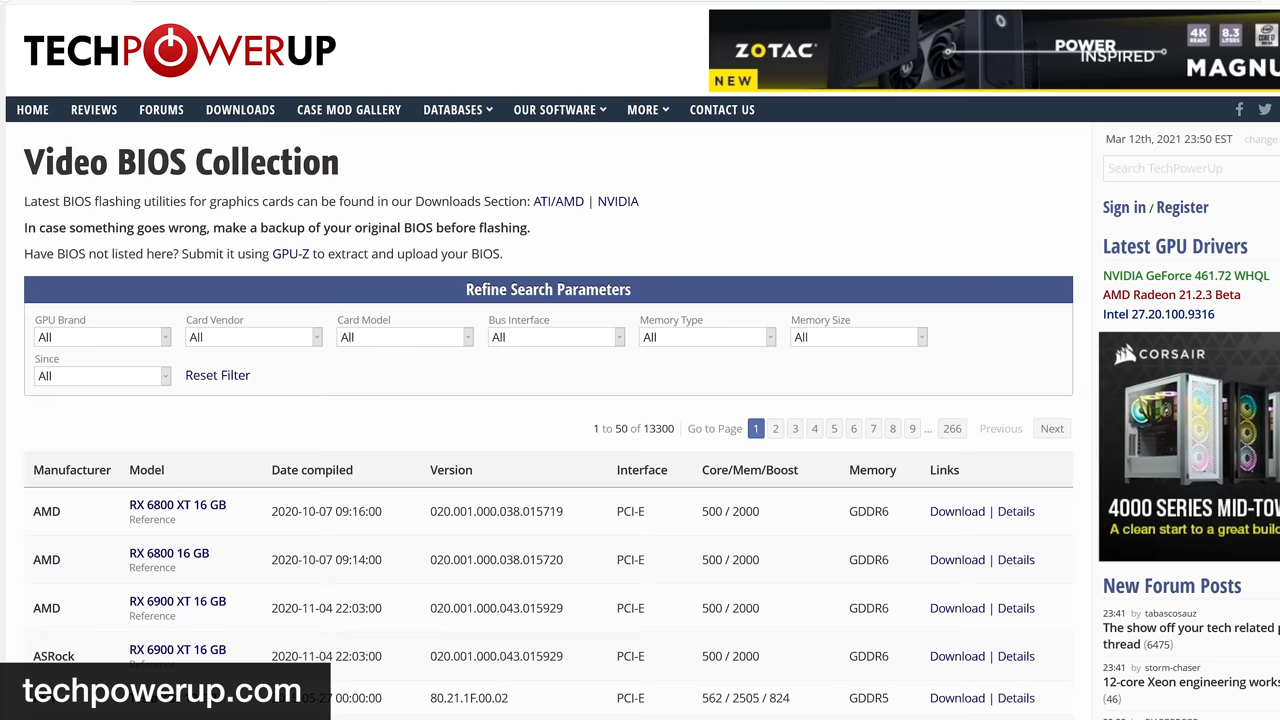 TECHPOWERUP
ZOTAC
NEW
POWER
INSPIRED
4K
READY
8.3
LITERS
MAGNU
HOME REVIEWS FORUMS DOWNLOADS CASE MOD GALLERY DATABASES OUR SOFTWARE MORE CONTACT US
Mar 12th, 2021 23:50 EST change
Search TechPowerUp
Sign in / Register
Latest GPU Drivers
NVIDIA GeForce 461.72 WHQL
AMD Radeon 21.2.3 Beta
Intel 27.20.100.9316
Video BIOS Collection
Latest BIOS flashing utilities for graphics cards can be found in our Downloads Section: ATI/AMD | NVIDIA
In case something goes wrong, make a backup of your original BIOS before flashing.
Have BIOS not listed here? Submit it using GPU-Z to extract and upload your BIOS.
Refine Search Parameters
GPU Brand Card Vendor Card Model Bus Interface Memory Type Memory Size
All All All All All All
Since
All Reset Filter
1 to 50 of 13300 Go to Page 1 2 3 4 5 6 7 8 9 ... 266 Previous Next
Manufacturer Model Date compiled Version Interface Core/Mem/Boost Memory Links
AMD RX 6800 XT 16 GB 2020-10-07 09:16:00 020.001.000.038.015719 PCI-E 500 / 2000 GDDR6 Download | Details
Reference
AMD RX 6800 16 GB 2020-10-07 09:14:00 020.001.000.038.015720 PCI-E 500 / 2000 GDDR6 Download | Details
Reference
AMD RX 6900 XT 16 GB 2020-11-04 22:03:00 020.001.000.043.015929 PCI-E 500 / 2000 GDDR6 Download | Details
Reference
ASRock RX 6900 XT 16 GB 2020-11-04 22:03:00 020.001.000.043.015929 PCI-E 500 / 2000 GDDR6 Download | Details
00:00:00 80.21.1F.00.02 PCI-E 562 / 2505 / 824 GDDR5 Download | Details
CORSAIR
4000 SERIES MID-TO
A clean start to a great build
New Forum Posts
23:41 by tabascosauz
The show off your tech related p
thread (6475)
23:41 by storm-chaser
12-core Xeon engineering works
(46)
techpowerup.com